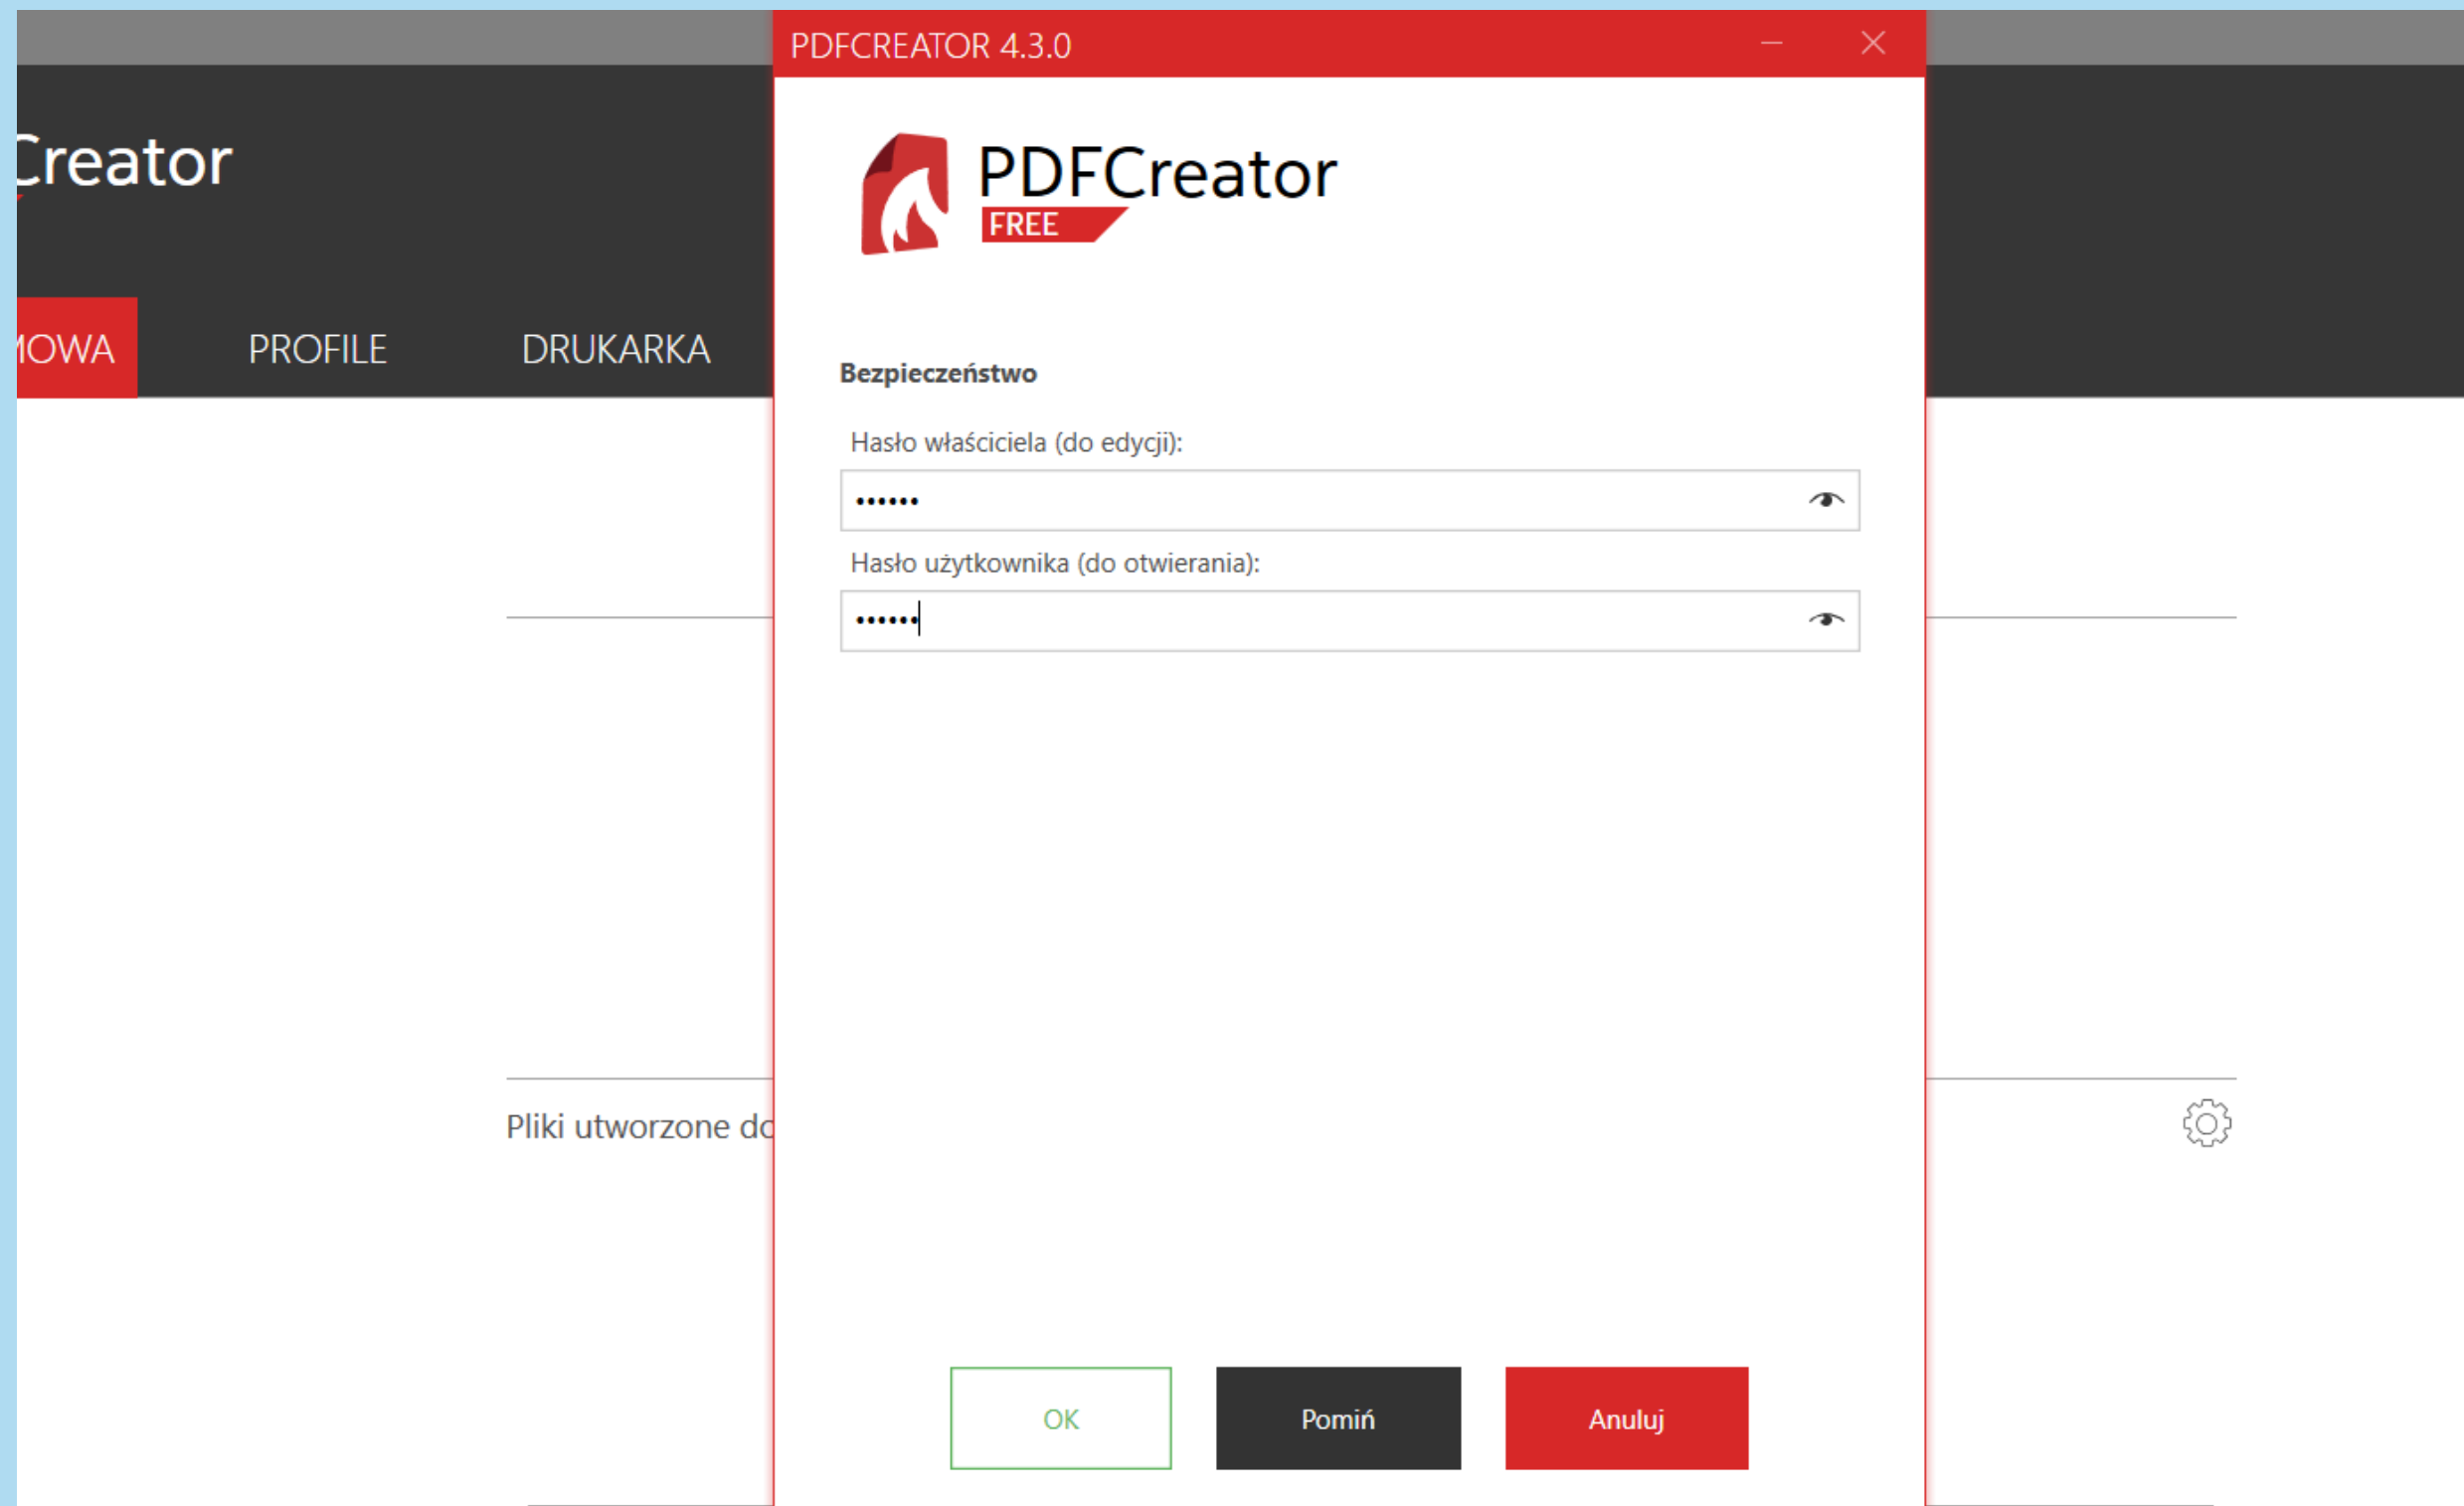 PDFCREATOR 4.3.0
Creator
PDFCreator
FREE
PROFILE
DRUKARKA
Bezpieczeństwo
Hasło właściciela (do edycji):
••••••
Hasło użytkownika (do otwierania):
••••••
Pliki utworzone do
OK
Pomiń
Anuluj